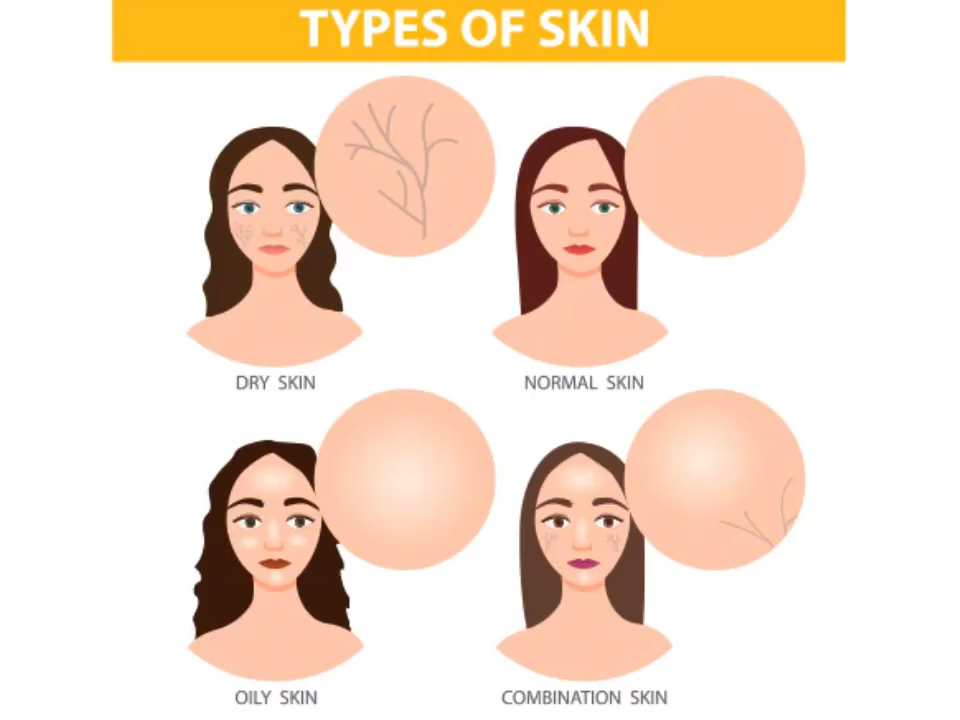 TYPES OF SKIN
DRY SKIN
NORMAL SKIN
OILY SKIN
COMBINATION SKIN